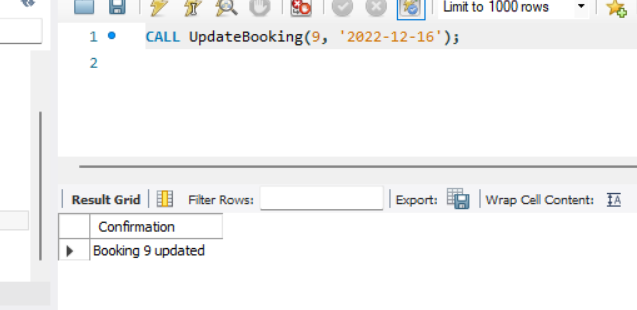 Limit to 1000 rows
1 CALL UpdateBooking(9, '2022-12-16');
2
Result Grid Filter Rows: Export: Wrap Cell Content:
Confirmation
Booking 9 updated